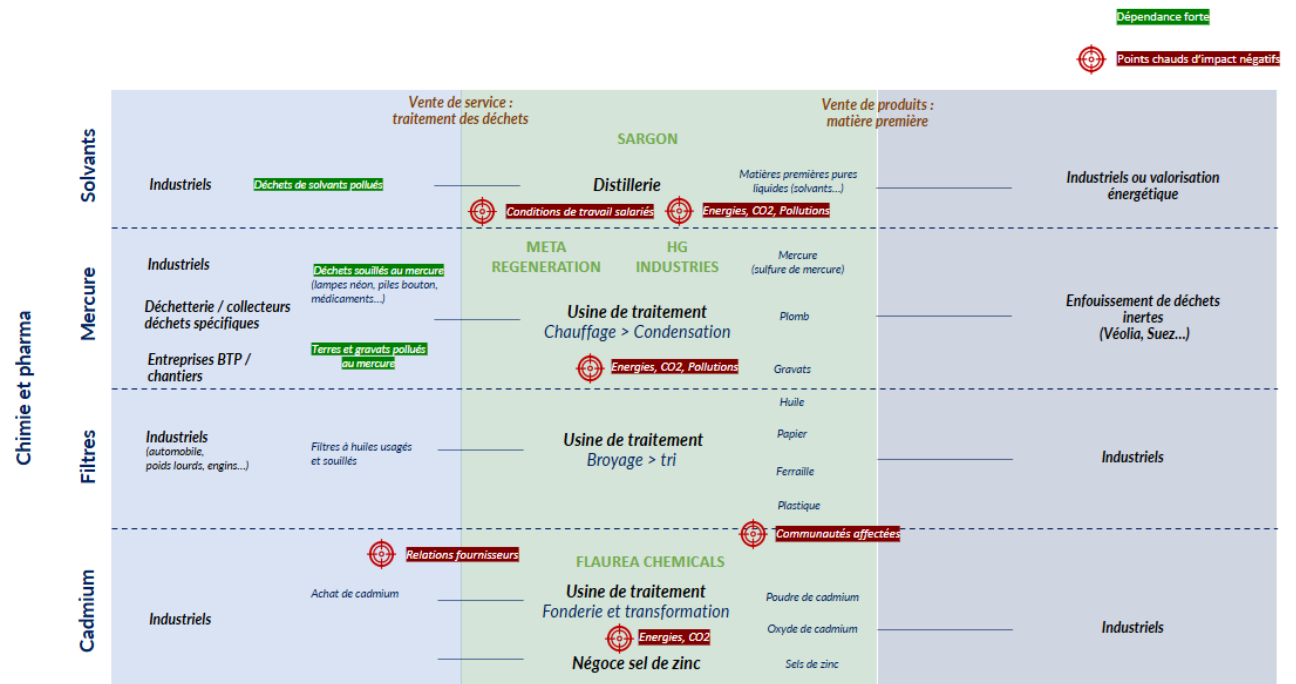 Dépendance forte
Points chauds d'impact négatifs
Chimie et pharma
Vente de service :
traitement des déchets
Vente de produits :
matière première
Solvants
SARGON
Industriels
Déchets de solvants pollués
Distillerie
Matières premières pures
liquides (solvants...)
Industriels ou valorisation
énergétique
Conditions de travail salariés
Energies, CO2, Pollutions
Mercure
META
REGENERATION
HG
INDUSTRIES
Industriels
Déchets souillés au mercure
(lampes néon, piles bouton,
médicaments...)
Déchetterie / collecteurs
déchets spécifiques
Terres et gravats pollués
au mercure
Entreprises BTP /
chantiers
Usine de traitement
Chauffage > Condensation
Energies, CO2, Pollutions
Mercure
(sulfure de mercure)
Plomb
Gravats
Enfouissement de déchets
inertes
(Véolia, Suez...)
Filtres
Industriels
(automobile,
poids lourds, engins...)
Filtres à huiles usagés
et souillés
Usine de traitement
Broyage > tri
Huile
Papier
Ferraille
Plastique
Industriels
Communautés affectées
Cadmium
Relations fournisseurs
FLAUREA CHEMICALS
Industriels
Achat de cadmium
Usine de traitement
Fonderie et transformation
Energies, CO2
Négoce sel de zinc
Poudre de cadmium
Oxyde de cadmium
Sels de zinc
Industriels